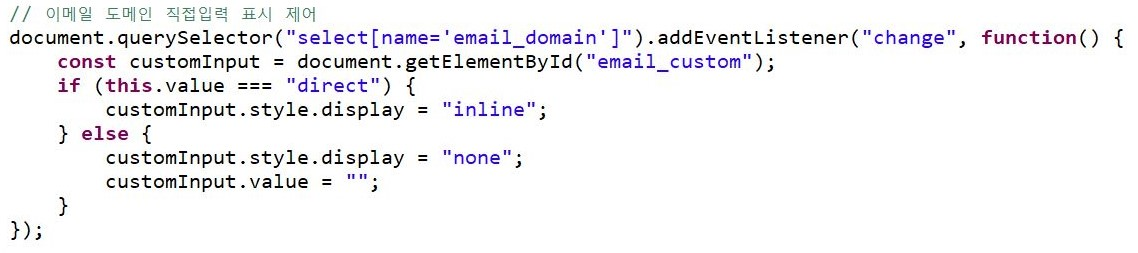 // 이메일 도메인 직접입력 표시 제어
document.querySelector("select[name='email_domain']").addEventListener("change", function() {
    const customInput = document.getElementById("email_custom");
    if (this.value === "direct") {
        customInput.style.display = "inline";
    } else {
        customInput.style.display = "none";
        customInput.value = "";
    }
});